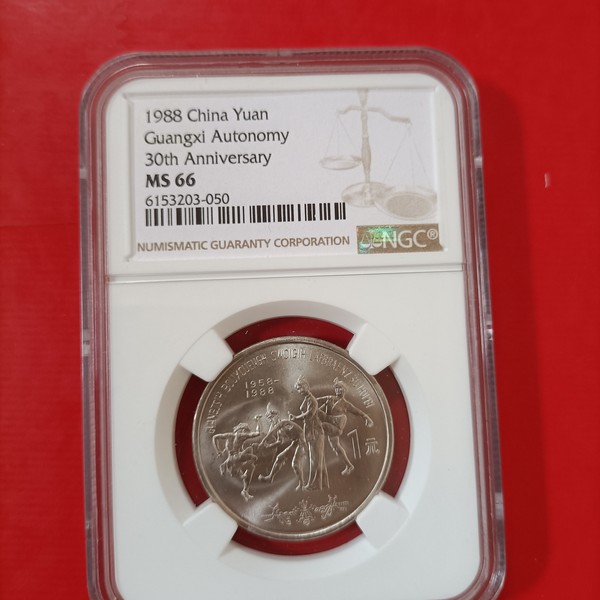 1988 China Yuan
Guangxi Autonomy
30th Anniversary
MS 66
6153203-050
NUMISMATIC GUARANTY CORPORATION
NGC®
1958-
1988
1元